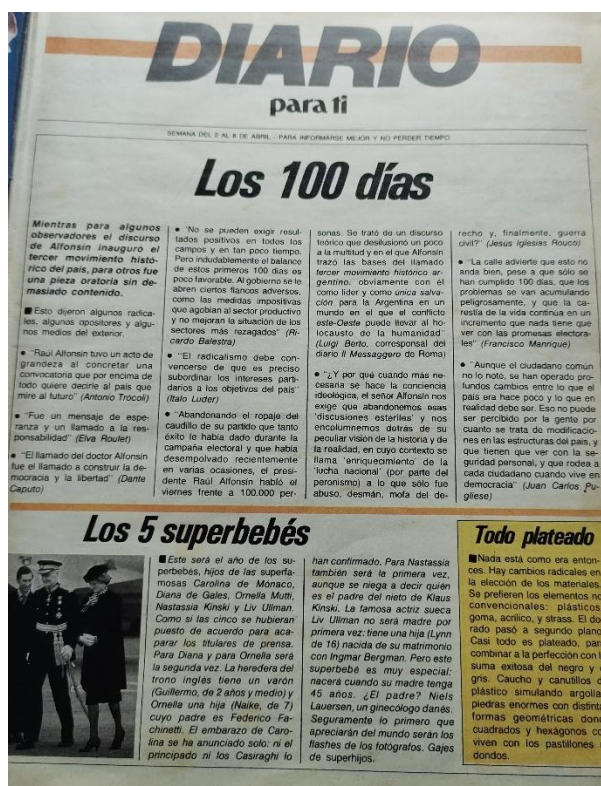 DIARIO
para ti
SEMANA DEL 2 AL 8 DE ABRIL - PARA INFORMARSE MEJOR Y NO PERDER TIEMPO
Los 100 días
Mientras para algunos
observadores el discurso
de Alfonsín inauguró el
tercer movimiento histó-
rico del país, para otros fue
una pieza oratoria sin de-
masiado contenido.
■ Esto dijeron algunos radica-
les, algunos opositores y algu-
nos medios del exterior.
● "Raúl Alfonsín tuvo un acto de
grandeza al concretar una
convocatoria que por encima de
todo quiere decirle al país que
mire al futuro" (Antonio Tróccoli)
● "Fue un mensaje de espe-
ranza y un llamado a la res-
ponsabilidad" (Elva Roulet)
● "El llamado del doctor Alfonsín
fue el llamado a construir la de-
mocracia y la libertad" (Dante
Caputo)
● "No se pueden exigir resul-
tados positivos en todos los
campos y en tan poco tiempo.
Pero indudablemente el balance
de estos primeros 100 días es
poco favorable. Al gobierno se le
abren ciertos flancos adversos,
como las medidas impositivas
que agobian al sector productivo
y no mejoran la situación de los
sectores más rezagados" (Ri-
cardo Balestra)
● "El radicalismo debe con-
vencerse de que es preciso
subordinar los intereses parti-
darios a los objetivos del país"
(Italo Luder)
● "Abandonando el ropaje del
caudillo de su partido que tanto
éxito le había dado durante la
campaña electoral y que había
desempolvado recientemente
en varias ocasiones, el presi-
dente Raúl Alfonsín habló el
viernes frente a 100.000 per-
sonas. Se trató de un discurso
teórico que desilusionó un poco
a la multitud y en el que Alfonsín
trazó las bases del llamado
tercer movimiento histórico ar-
gentino, obviamente con él
como líder y como única salva-
ción para la Argentina en un
mundo en el que el conflicto
este-Oeste puede llevar al ho-
locausto de la humanidad"
(Luigi Berto, corresponsal del
diario Il Messaggero de Roma)
● "¿Y por qué cuando más ne-
cesaria se hace la conciencia
ideológica, el señor Alfonsín nos
exige que abandonemos esas
'discusiones estériles' y nos
encolumnemos detrás de su
peculiar visión de la historia y de
la realidad, en cuyo contexto se
llama 'enriquecimiento de la
'lucha nacional' (por parte del
peronismo) a lo que sólo fue
abuso, desmán, mofa del de-
recho y, finalmente, guerra
civil?" (Jesús Iglesias Rouco)
● "La calle advierte que esto no
anda bien, pese a que sólo se
han cumplido 100 días, que los
problemas se van acumulando
peligrosamente, y que la ca-
restía de la vida continúa en un
incremento que nada tiene que
ver con las promesas electora-
les" (Francisco Manrique)
● "Aunque el ciudadano común
no lo note, se han operado pro-
fundos cambios entre lo que el
país era hace poco y lo que en
realidad debe ser. Eso no puede
ser percibido por la gente por
cuanto se trata de modificacio-
nes en las estructuras del país, y
que tienen que ver con la se-
guridad personal, y que rodea a
cada ciudadano cuando vive en
democracia" (Juan Carlos Pu-
gliese)
Los 5 superbebés
■ Este será el año de los su-
perbebés, hijos de las superfa-
mosas Carolina de Mónaco,
Diana de Gales, Ornella Mutti,
Nastassia Kinski y Liv Ullman.
Como si las cinco se hubieran
puesto de acuerdo para aca-
parar los titulares de prensa.
Para Diana y para Ornella será
la segunda vez. La heredera del
trono inglés tiene un varón
(Guillermo, de 2 años y medio) y
Ornella una hija (Naike, de 7)
cuyo padre es Federico Fa-
chinetti. El embarazo de Caro-
lina se ha anunciado solo: ni el
principado ni los Casiraghi lo
han confirmado. Para Nastassia
también será la primera vez,
aunque se niega a decir quién
es el padre del nieto de Klaus
Kinski. La famosa actriz sueca
Liv Ullman no será madre por
primera vez: tiene una hija (Lynn
de 16) nacida de su matrimonio
con Ingmar Bergman. Pero este
superbebé es muy especial:
nacerá cuando su madre tenga
45 años. ¿El padre? Niels
Lauersen, un ginecólogo danés.
Seguramente lo primero que
apreciarán del mundo serán los
flashes de los fotógrafos. Gajes
de superhijos.
Todo plateado
■ Nada está como era enton-
ces. Hay cambios radicales en
la elección de los materiales.
Se prefieren los elementos no
convencionales: plásticos,
goma, acrílico, y strass. El do-
rado pasó a segundo plano.
Casi todo es plateado, para
combinar a la perfección con
suma exitosa del negro y
gris. Caucho y canutillos d
plástico simulando argolla
piedras enormes con distint
formas geométricas dond
cuadrados y hexágonos co
viven con los pastillones
dondos.